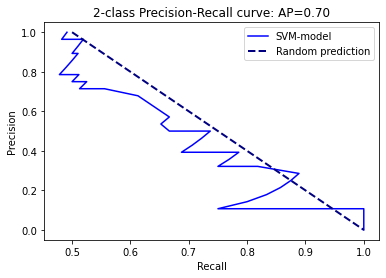 2-class Precision-Recall curve: AP=0.70
SVM-model
Random prediction
Precision
1.0
0.8
0.6
0.4
0.2
0.0
0.5
0.6
0.7
0.8
0.9
1.0
Recall